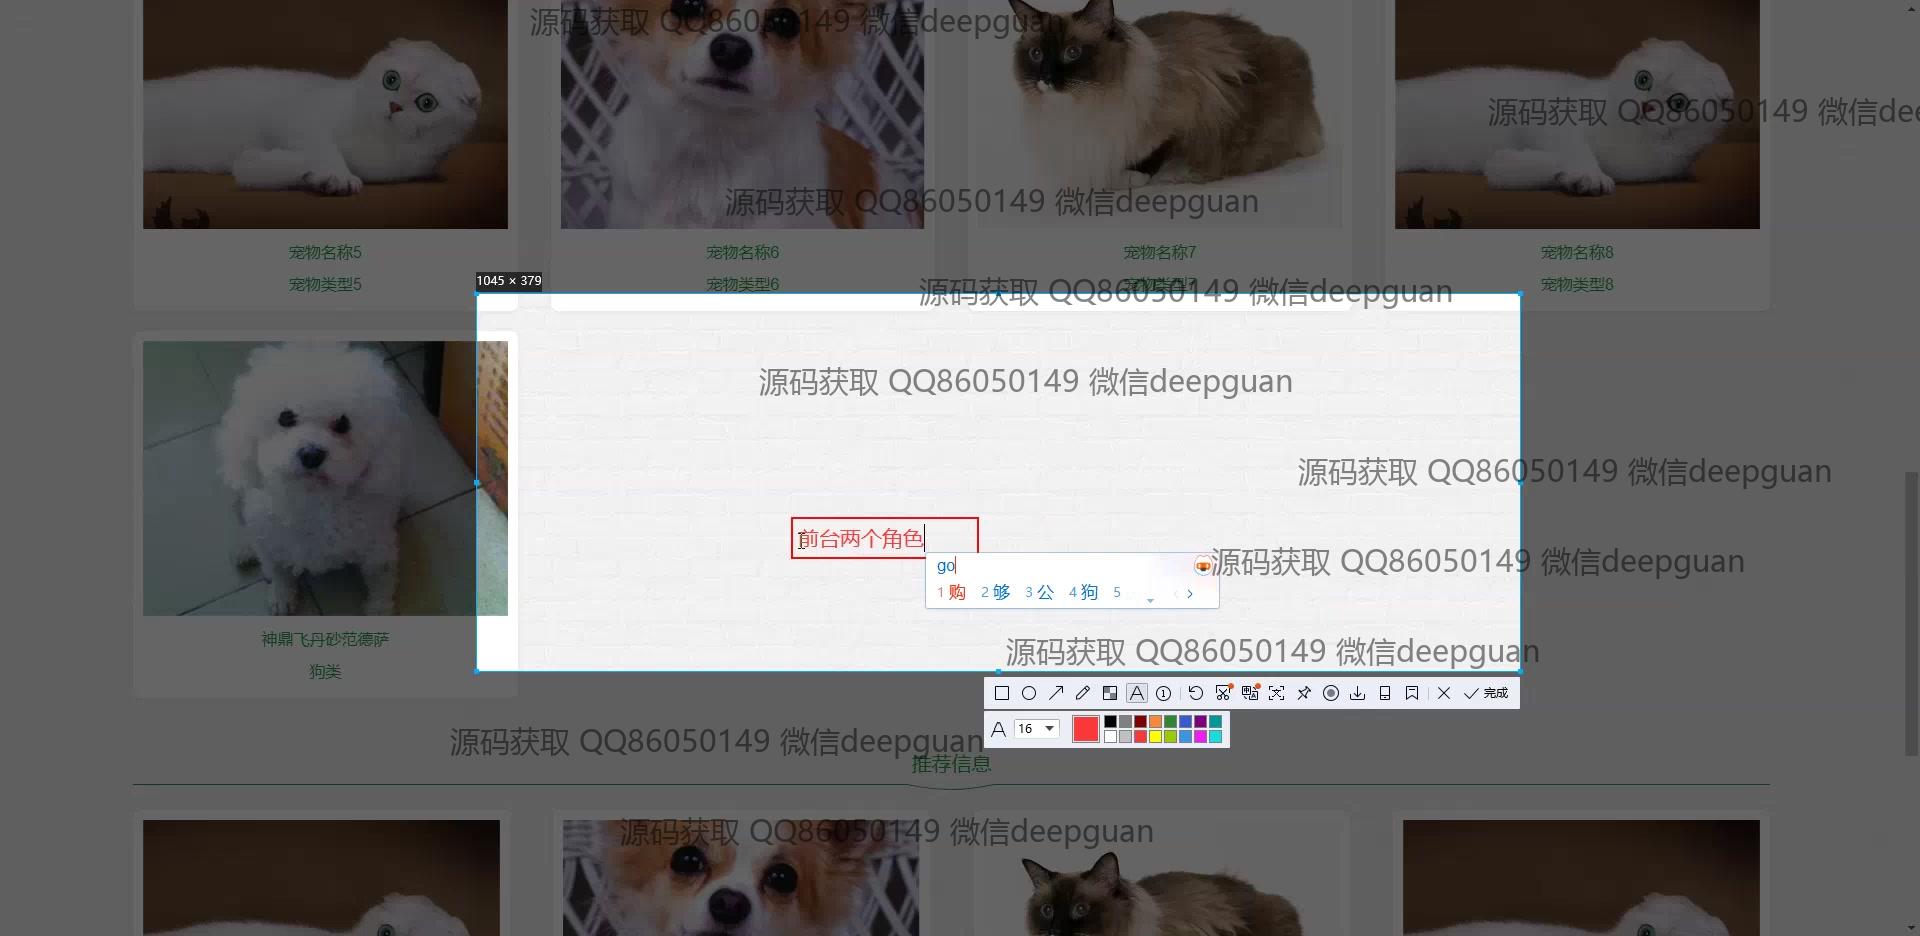 源码获取 QQ86050149 微信deepguan
源码获取 QQ86050149 微信dee
源码获取 QQ86050149 微信deepguan
宠物名称5
宠物名称6
宠物名称7
宠物名称8
宠物类型5
宠物类型6
宠物类型7
宠物类型8
1045 × 379
源码获取 QQ86050149 微信deepguan
源码获取 QQ86050149 微信deepguan
源码获取 QQ86050149 微信deepguan
前台两个角色
go
1 购 2 够 3 公 4 狗 5
源码获取 QQ86050149 微信deepguan
神鼎飞丹砂范德萨
狗类
源码获取 QQ86050149 微信deepguan
完成
A 16
源码获取 QQ86050149 微信deepguan
推荐信息
源码获取 QQ86050149 微信deepguan